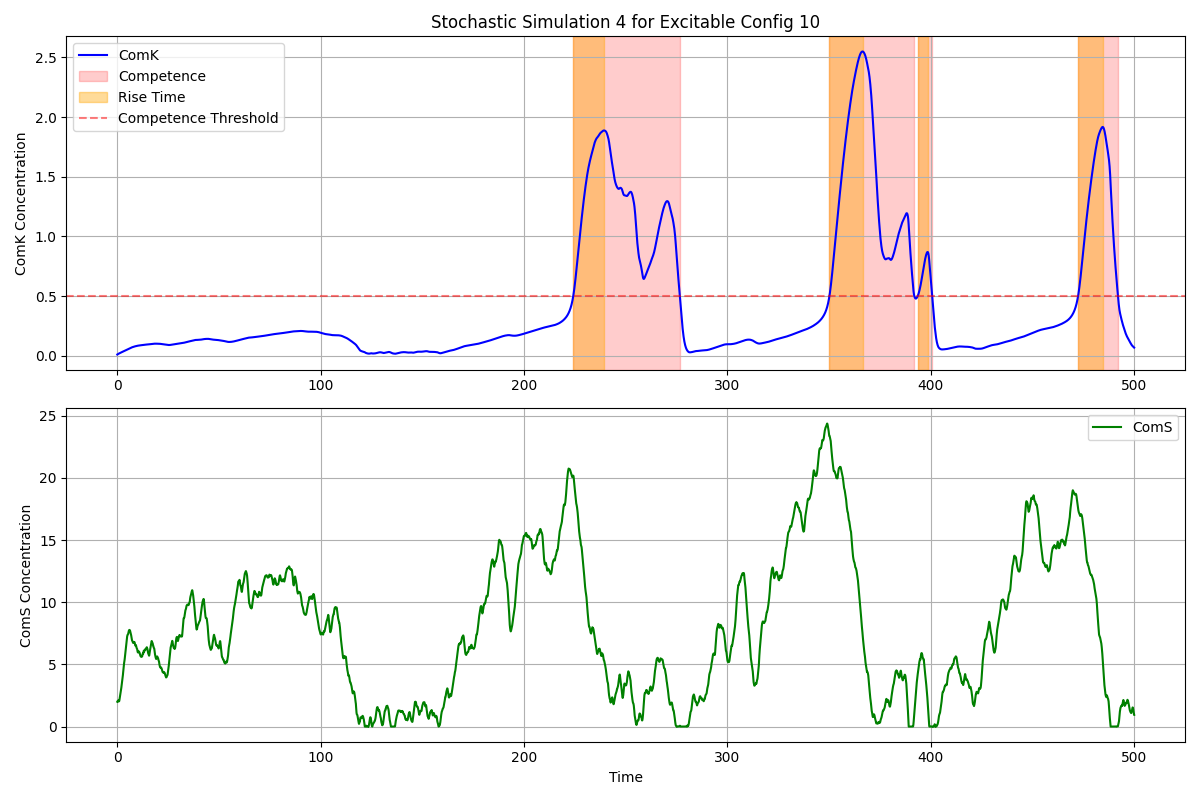 Stochastic Simulation 4 for Excitable Config 10
ComK Concentration
2.5
2.0
1.5
1.0
0.5
0.0
ComK
Competence
Rise Time
Competence Threshold
0
100
200
300
400
500
ComS Concentration
25
20
15
10
5
0
ComS
0
100
200
300
400
500
Time